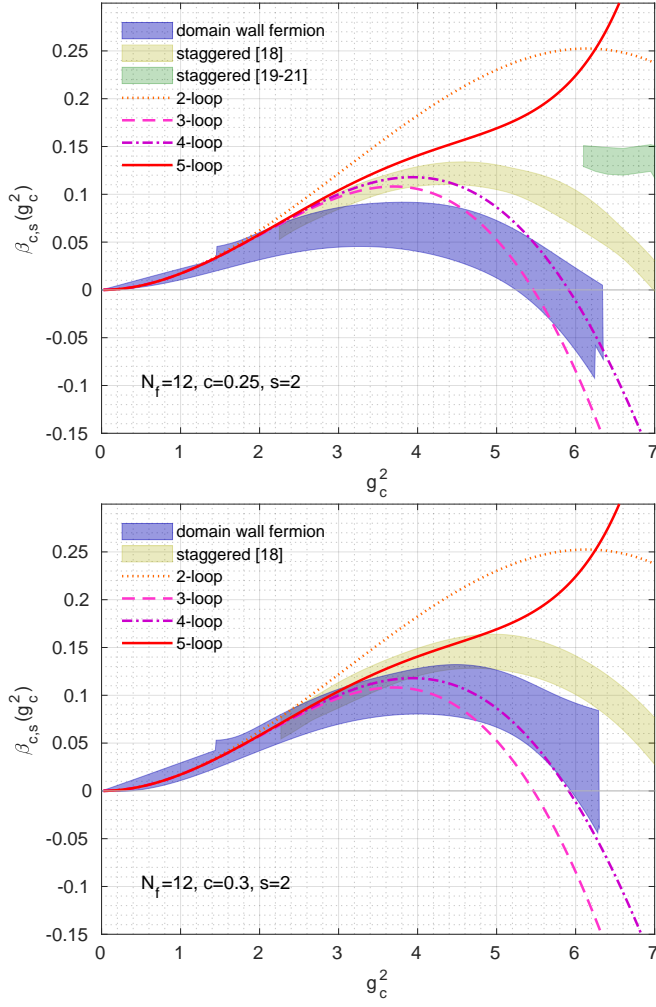 domain wall fermion
staggered [18]
staggered [19-21]
2-loop
3-loop
4-loop
5-loop
0.25
0.2
0.15
0.1
0.05
0
-0.05
-0.1
-0.15
β_{c,s}(g_c^2)
N_f=12, c=0.25, s=2
0 1 2 3 4 5 6 7
g_c^2
domain wall fermion
staggered [18]
2-loop
3-loop
4-loop
5-loop
0.25
0.2
0.15
0.1
0.05
0
-0.05
-0.1
-0.15
β_{c,s}(g_c^2)
N_f=12, c=0.3, s=2
0 1 2 3 4 5 6 7
g_c^2